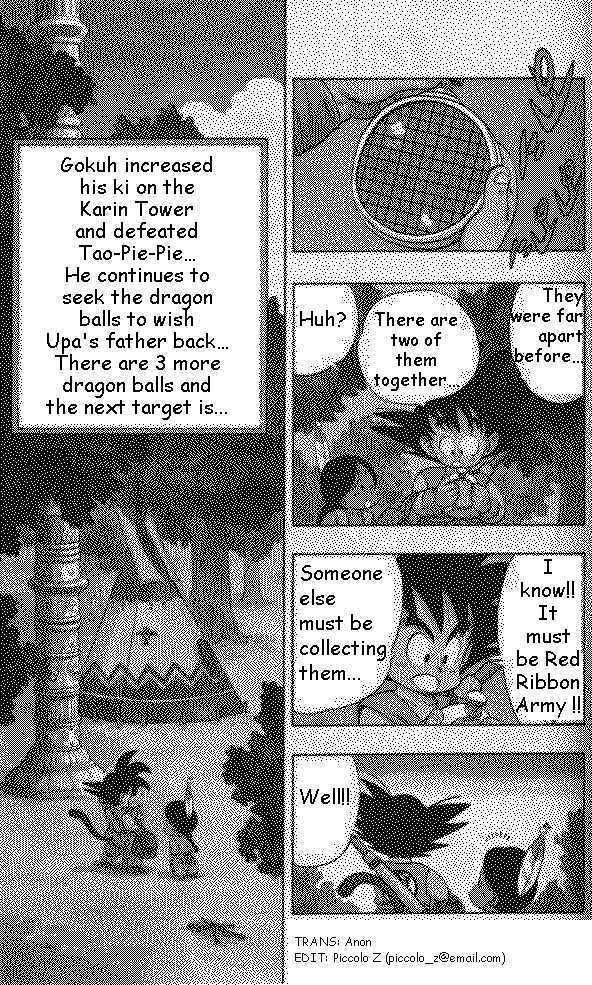 Gokuh increased
his ki on the
Karin Tower
and defeated
Tao-Pie-Pie...
He continues to
seek the dragon
balls to wish
Upa's father back...
There are 3 more
dragon balls and
the next target is...
They
were far
apart
before...
There are
two of
them
together...
Huh?
I
know!!
It
must
be Red
Ribbon
Army !!
Someone
else
must be
collecting
them...
Well!!!
TRANS: Anon
EDIT: Piccolo Z (piccolo_z@email.com)